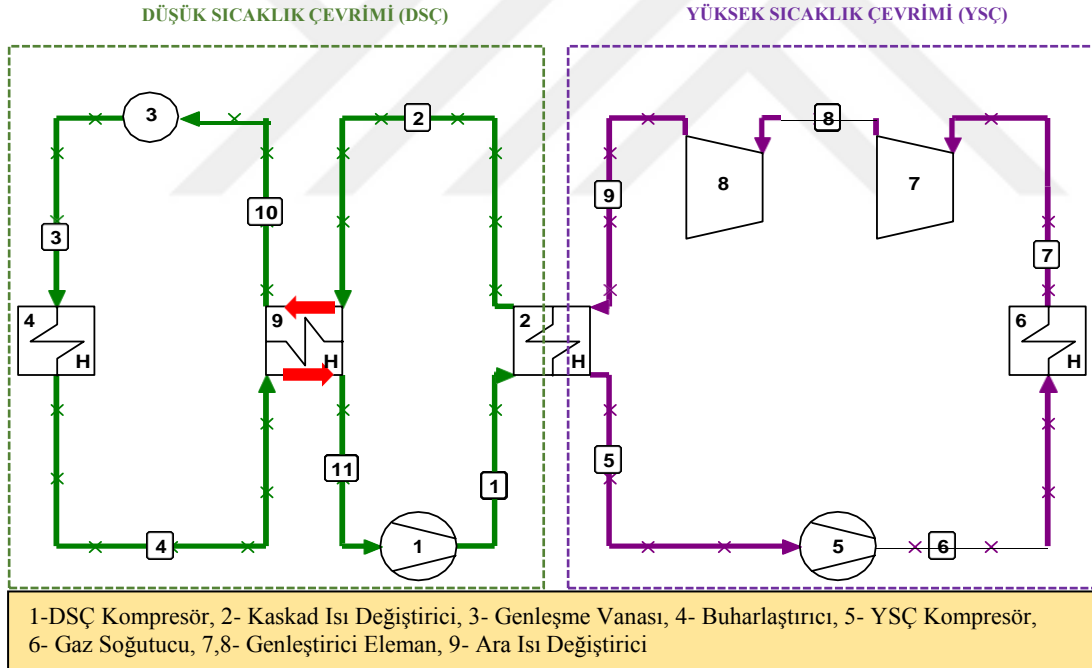 DÜŞÜK SICAKLIK ÇEVRİMİ (DSÇ)
YÜKSEK SICAKLIK ÇEVRİMİ (YSÇ)
3
2
8
9
8
7
3
10
7
4
H
9
H
2
H
6
H
11
1
5
4
1
5
6
1-DSÇ Kompresör, 2- Kaskad Isı Değiştirici, 3- Genleşme Vanası, 4- Buharlaştırıcı, 5- YSÇ Kompresör,
6- Gaz Soğutucu, 7,8- Genleştirici Eleman, 9- Ara Isı Değiştirici